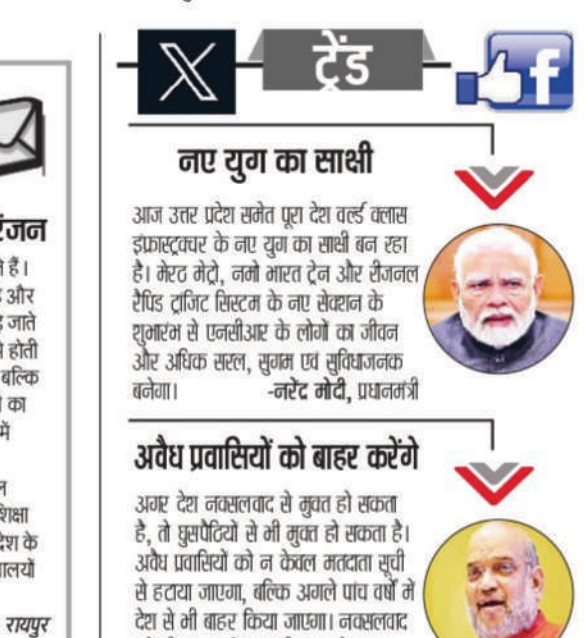 X
ट्रेंड
f
नए युग का साक्षी
आज उत्तर प्रदेश समेत पूरा देश वर्ल्ड क्लास
इंफ्रास्ट्रक्चर के नए युग का साक्षी बन रहा
है। मेरठ मेट्रो, नमो भारत ट्रेन और रीजनल
रैपिड ट्रांजिट सिस्टम के नए सेक्शन के
शुभारंभ से एनसीआर के लोगों का जीवन
और अधिक सरल, सुगम एवं सुविधाजनक
बनेगा। -नरेंद्र मोदी, प्रधानमंत्री
अवैध प्रवासियों को बाहर करेंगे
अगर देश नक्सलवाद से मुक्त हो सकता
है, तो घुसपैठियों से भी मुक्त हो सकता है।
अवैध प्रवासियों को न केवल मतदाता सूची
से हटाया जाएगा, बल्कि अगले पांच वर्षों में
देश से भी बाहर किया जाएगा। नक्सलवाद
हैं।
और
जाते
होती
बल्कि
का
में
शिक्षा
देश के
रायपुर